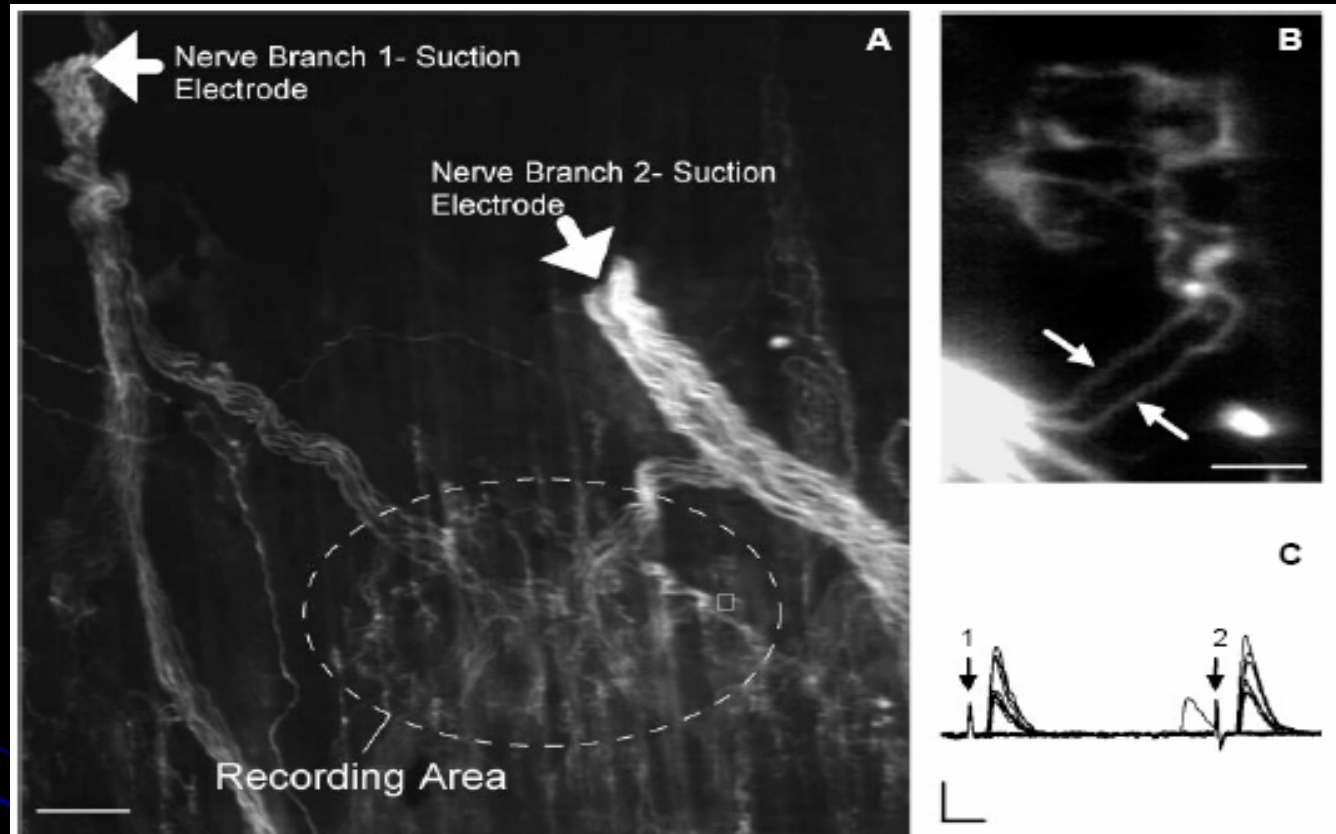 A
Nerve Branch 1- Suction
Electrode
Nerve Branch 2- Suction
Electrode
Recording Area
B
C
1
2